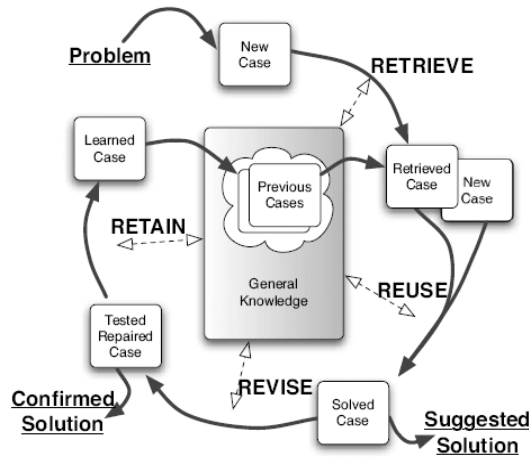 Problem
New
Case
RETRIEVE
Learned
Case
Previous
Cases
Retrieved
Case
New
Case
RETAIN
General
Knowledge
REUSE
Tested
Repaired
Case
REVISE
Confirmed
Solution
Solved
Case
Suggested
Solution